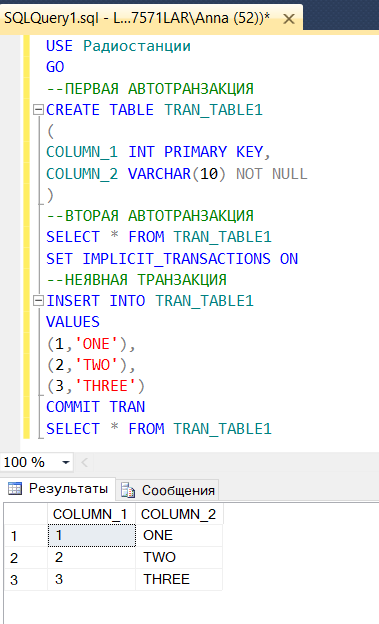 SQLQuery1.sql - L...7571LAR\Anna (52))*
USE Радиостанции
GO
--ПЕРВАЯ АВТОТРАНЗАКЦИЯ
CREATE TABLE TRAN_TABLE1
(
COLUMN_1 INT PRIMARY KEY,
COLUMN_2 VARCHAR(10) NOT NULL
)
--ВТОРАЯ АВТОТРАНЗАКЦИЯ
SELECT * FROM TRAN_TABLE1
SET IMPLICIT_TRANSACTIONS ON
--НЕЯВНАЯ ТРАНЗАКЦИЯ
INSERT INTO TRAN_TABLE1
VALUES
(1,'ONE'),
(2,'TWO'),
(3,'THREE')
COMMIT TRAN
SELECT * FROM TRAN_TABLE1
100 %
Результаты Сообщения
COLUMN_1 COLUMN_2
1 1 ONE
2 2 TWO
3 3 THREE